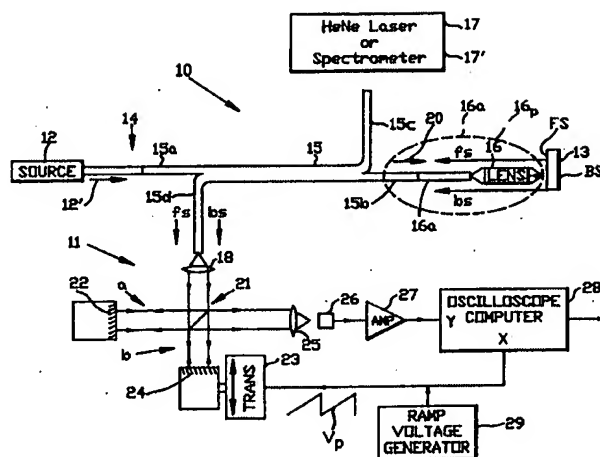 HeNe Laser
or
Spectrometer
17
17'
10
12
14
15a
15
15c
16a
16p
FS
20
fs
16
13
SOURCE
LENS
BS
12'
15d
15b
16a
bs
fs
bs
11
18
22
a
21
26
27
28
OSCILLOSCOPE
Y COMPUTER
X
AMP
25
b
23
24
TRANS
Vp
RAMP
VOLTAGE
GENERATOR
29